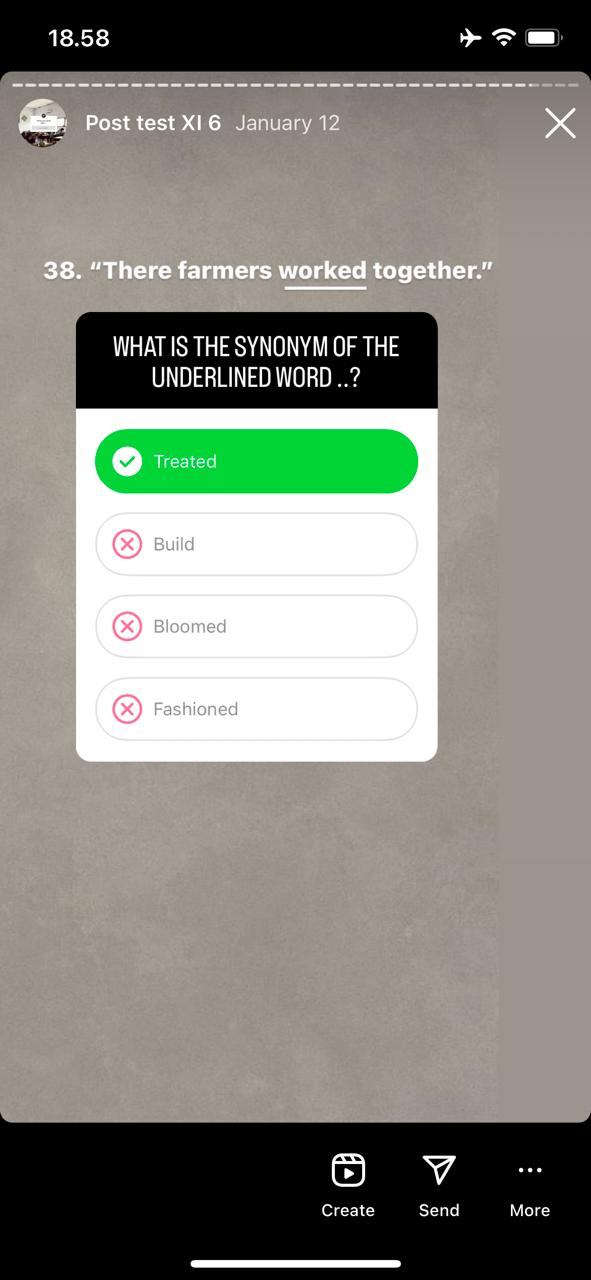 18.58
Post test XI 6 January 12
38. “There farmers worked together.”
WHAT IS THE SYNONYM OF THE
UNDERLINED WORD ..?
Treated
Build
Bloomed
Fashioned
Create Send More